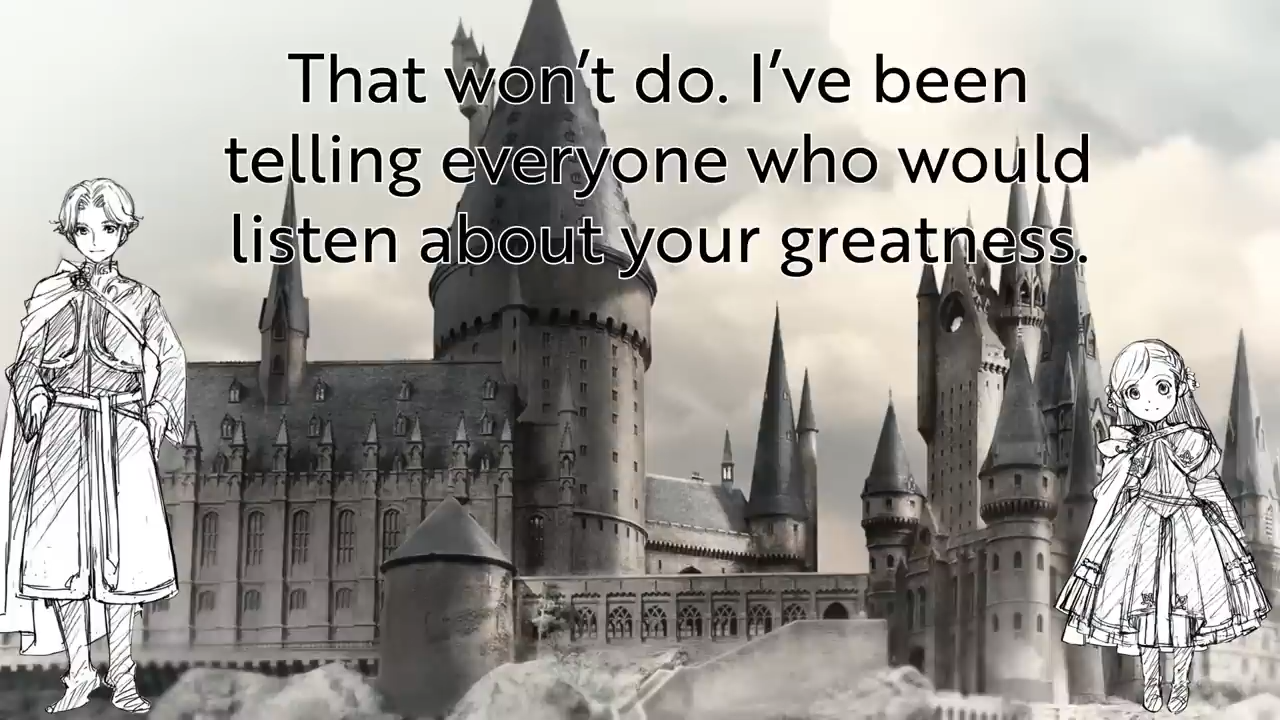 That won't do. I've been
telling everyone who would
listen about your greatness.